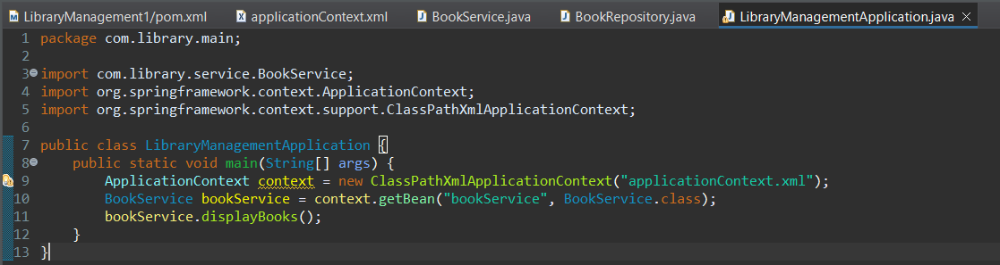 LibraryManagement1/pom.xml applicationContext.xml BookService.java BookRepository.java LibraryManagementApplication.java
1 package com.library.main;
2
3 import com.library.service.BookService;
4 import org.springframework.context.ApplicationContext;
5 import org.springframework.context.support.ClassPathXmlApplicationContext;
6
7 public class LibraryManagementApplication {
8     public static void main(String[] args) {
9         ApplicationContext context = new ClassPathXmlApplicationContext("applicationContext.xml");
10         BookService bookService = context.getBean("bookService", BookService.class);
11         bookService.displayBooks();
12     }
13 }